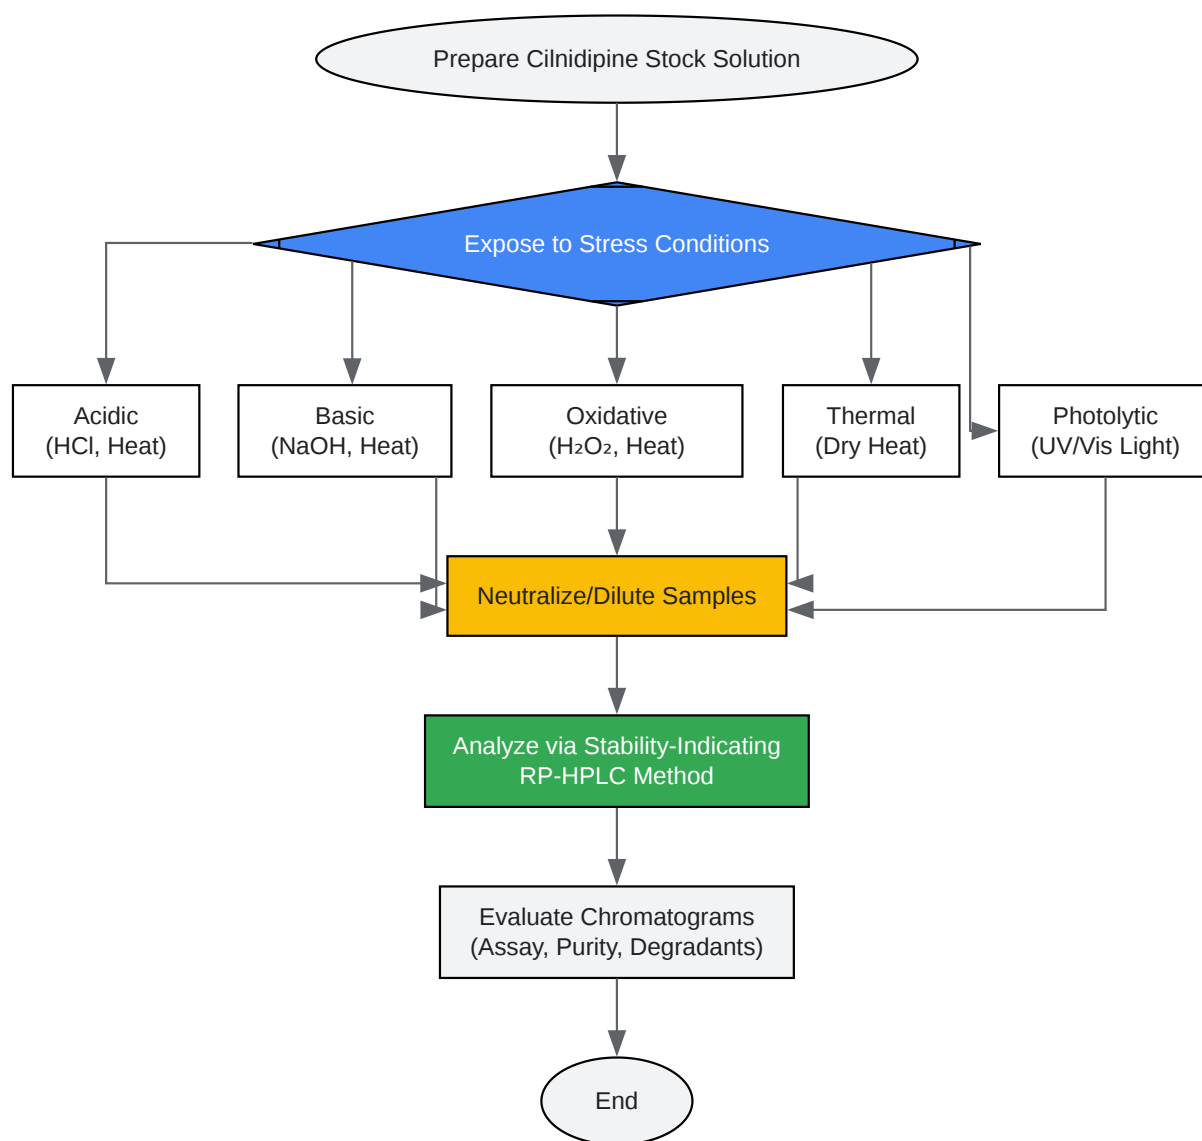 Prepare Cilnidipine Stock Solution
Expose to Stress Conditions
Acidic
(HCl, Heat)
Basic
(NaOH, Heat)
Oxidative
(H₂O₂, Heat)
Thermal
(Dry Heat)
Photolytic
(UV/Vis Light)
Neutralize/Dilute Samples
Analyze via Stability-Indicating
RP-HPLC Method
Evaluate Chromatograms
(Assay, Purity, Degradants)
End